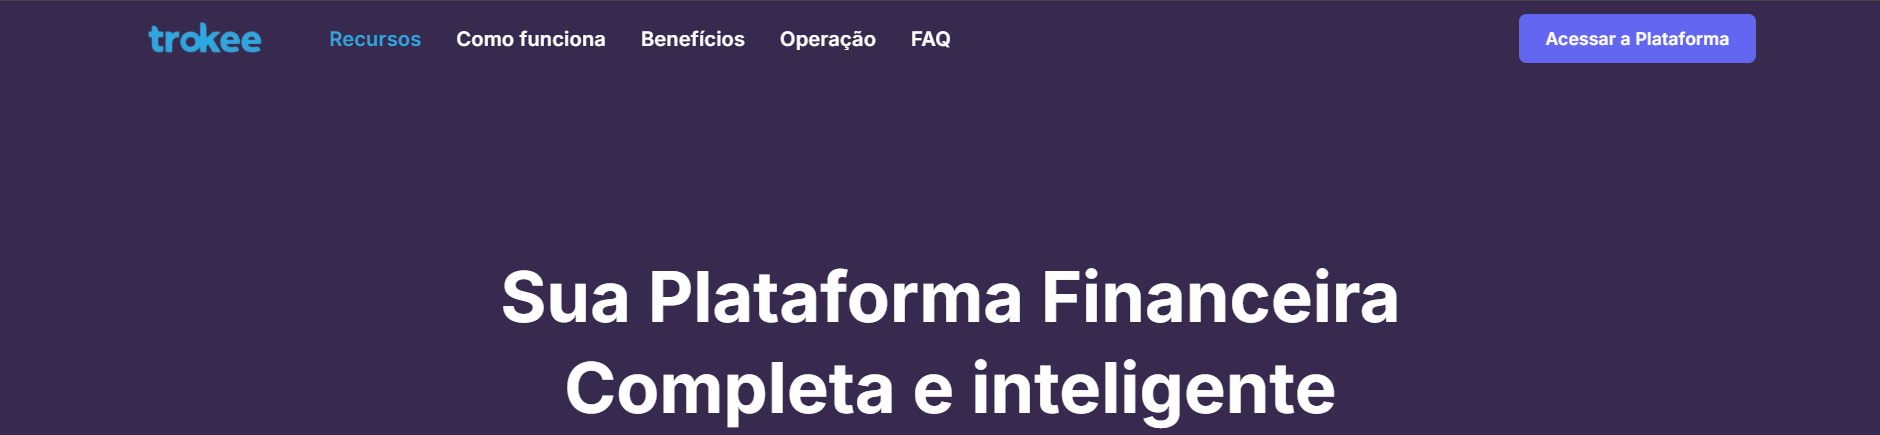 trokee
Recursos
Como funciona
Benefícios
Operação
FAQ
Acessar a Plataforma
Sua Plataforma Financeira
Completa e inteligente